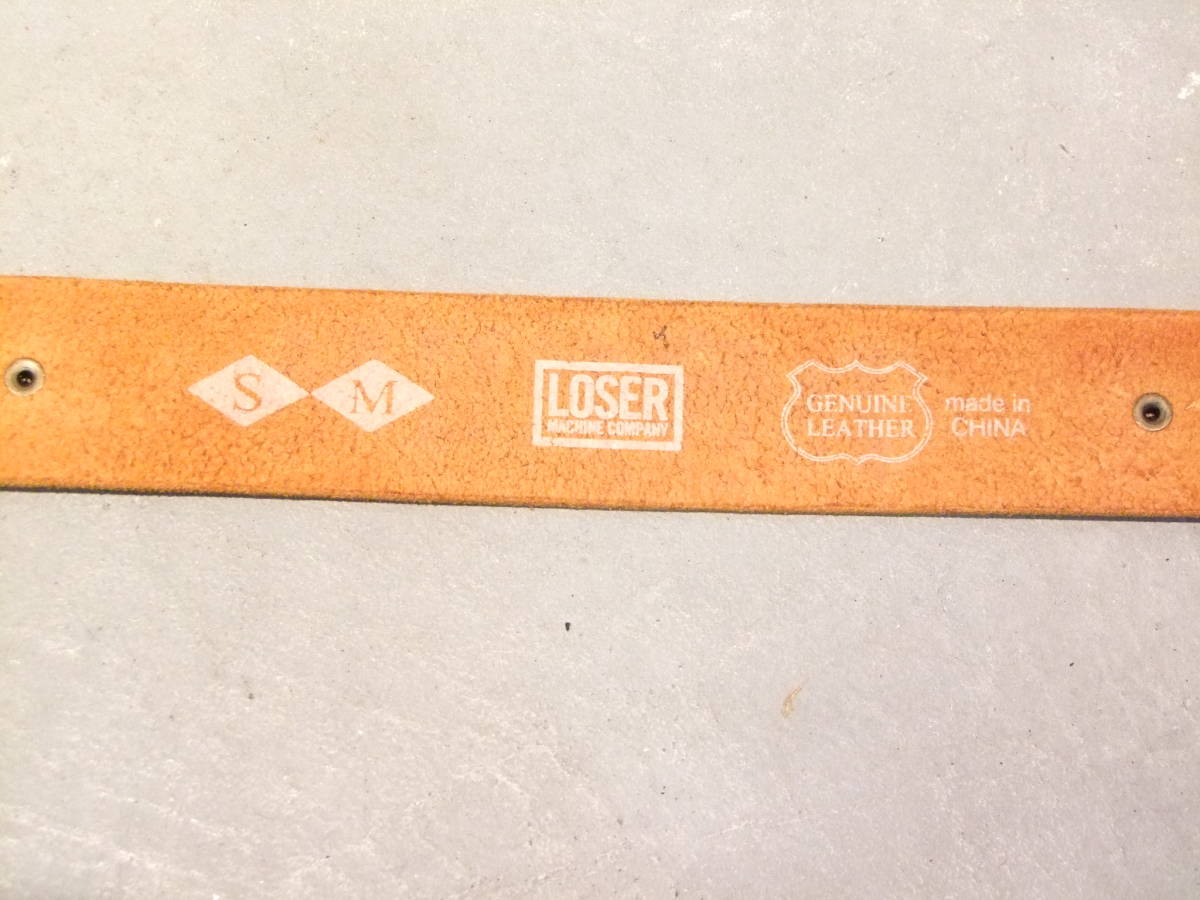 S M
LOSER
MACHINE COMPANY
GENUINE
LEATHER
made in
CHINA